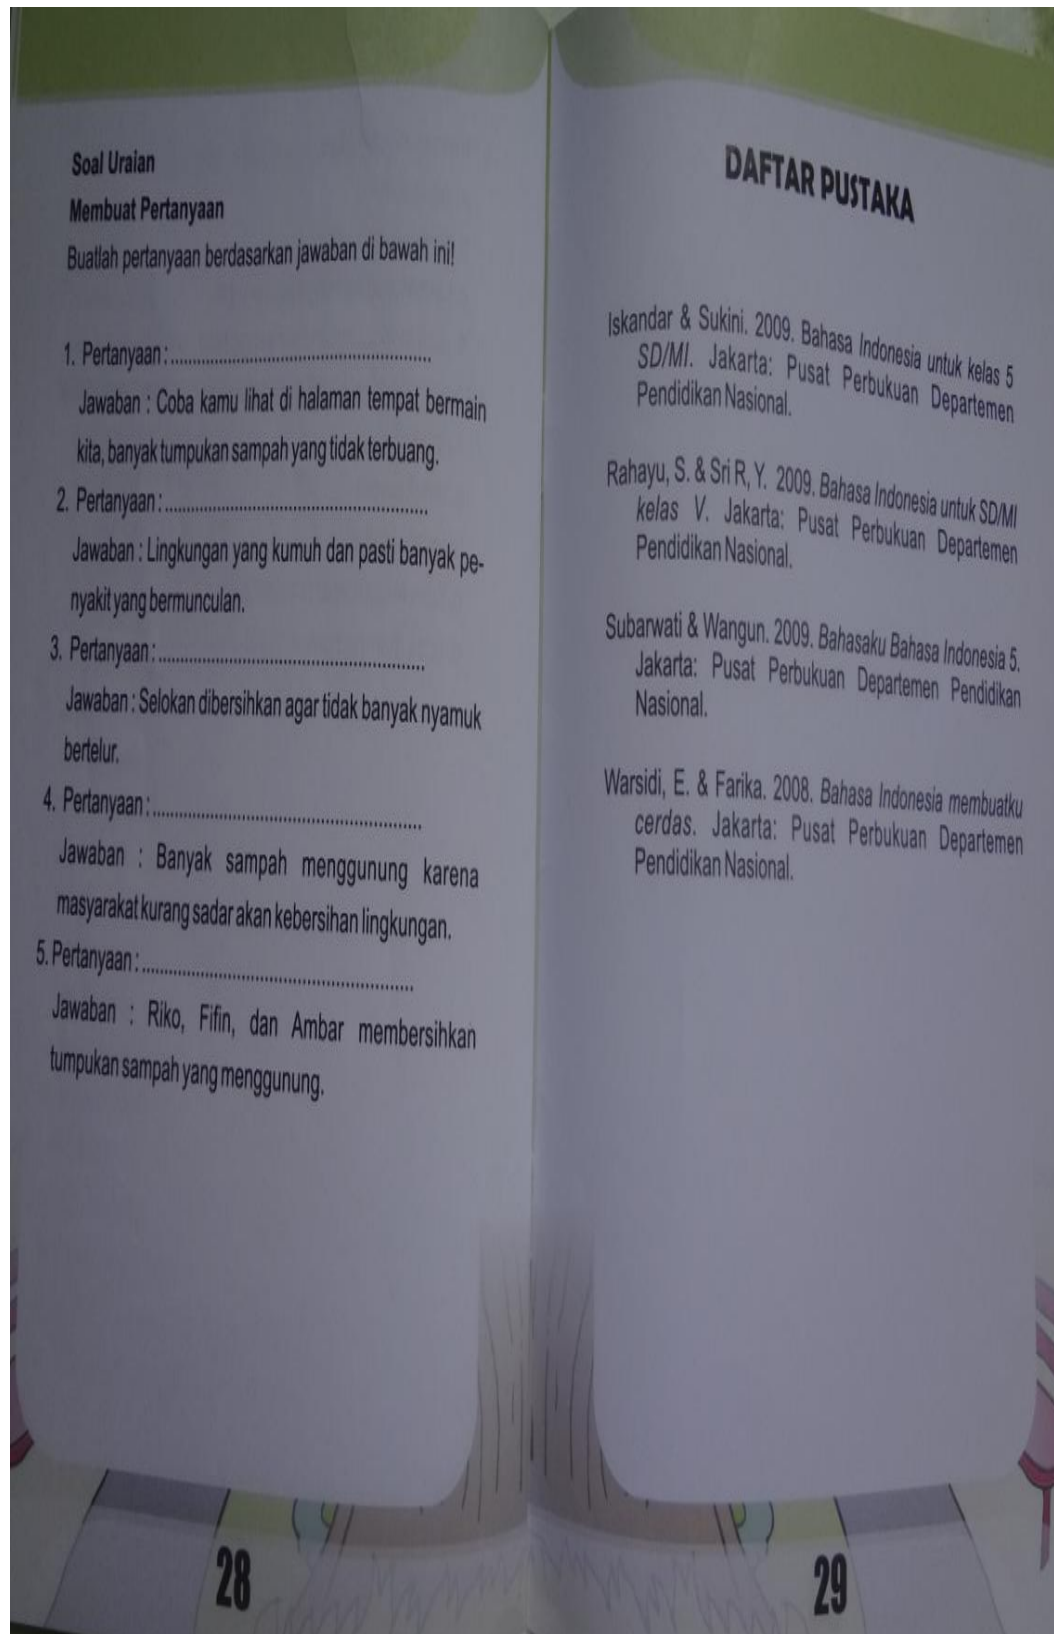 Soal Uraian
Membuat Pertanyaan
Buatlah pertanyaan berdasarkan jawaban di bawah ini!
1. Pertanyaan : ..........................................................
Jawaban : Coba kamu lihat di halaman tempat bermain
kita, banyak tumpukan sampah yang tidak terbuang.
2. Pertanyaan : ..........................................................
Jawaban : Lingkungan yang kumuh dan pasti banyak pe-
nyakit yang bermunculan.
3. Pertanyaan : ..........................................................
Jawaban : Selokan dibersihkan agar tidak banyak nyamuk
bertelur.
4. Pertanyaan : ..........................................................
Jawaban : Banyak sampah menggunung karena
masyarakat kurang sadar akan kebersihan lingkungan.
5. Pertanyaan : ..........................................................
Jawaban : Riko, Fifin, dan Ambar membersihkan
tumpukan sampah yang menggunung.
28
DAFTAR PUSTAKA
Iskandar & Sukini. 2009. Bahasa Indonesia untuk kelas 5
SD/MI. Jakarta: Pusat Perbukuan Departemen
Pendidikan Nasional.
Rahayu, S. & Sri R, Y. 2009. Bahasa Indonesia untuk SD/MI
kelas V. Jakarta: Pusat Perbukuan Departemen
Pendidikan Nasional.
Subarwati & Wangun. 2009. Bahasaku Bahasa Indonesia 5.
Jakarta: Pusat Perbukuan Departemen Pendidikan
Nasional.
Warsidi, E. & Farika. 2008. Bahasa Indonesia membuatku
cerdas. Jakarta: Pusat Perbukuan Departemen
Pendidikan Nasional.
29